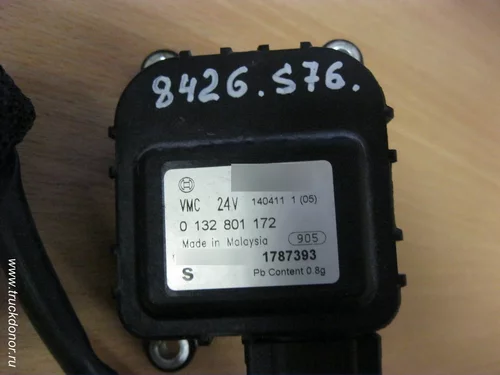 8426.S76.
VMC 24V 140411 1 (05)
0 132 801 172
Made in Malaysia 905
1787393
S Pb Content 0.8g
www.truckdonor.ru